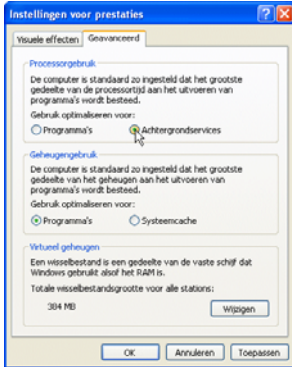 Instellingen voor prestaties
Visuele effecten Geavanceerd
Processorgebruik
De computer is standaard zo ingesteld dat het grootste
gedeelte van de processortijd aan het uitvoeren van
programma's wordt besteed.
Gebruik optimaliseren voor:
Programma's Achtergrondservices
Geheugengebruik
De computer is standaard zo ingesteld dat het grootste
gedeelte van het geheugen aan het uitvoeren van
programma's wordt besteed.
Gebruik optimaliseren voor:
Programma's Systeemcache
Virtueel geheugen
Een wisselbestand is een gedeelte van de vaste schijf dat
Windows gebruikt alsof het RAM is.
Totale wisselbestandsgrootte voor alle stations:
384 MB Wijzigen
OK Annuleren Toepassen